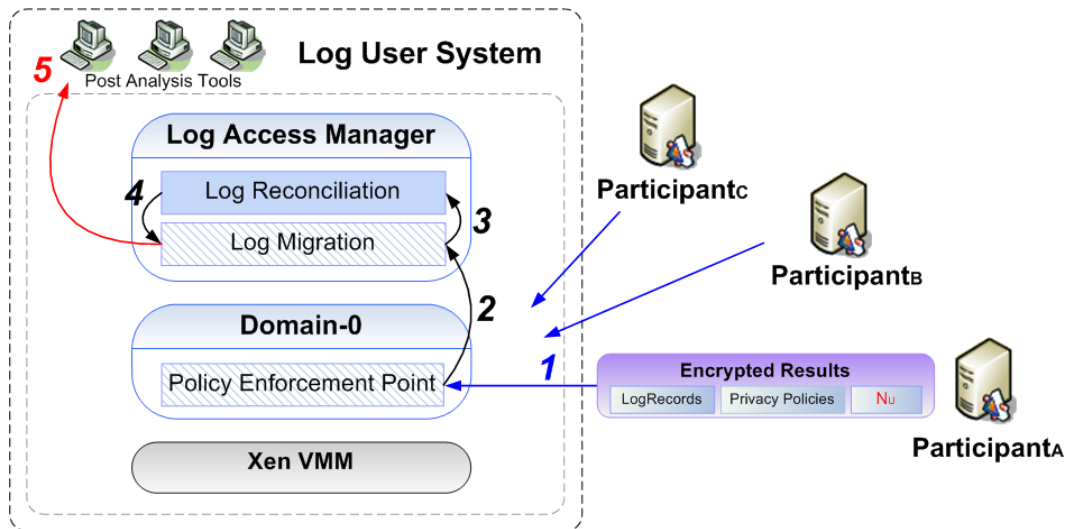 Log User System
5
Post Analysis Tools
Log Access Manager
4
Log Reconciliation
3
Log Migration
2
Domain-0
Policy Enforcement Point
1
Xen VMM
ParticipantC
ParticipantB
Encrypted Results
LogRecords
Privacy Policies
NU
ParticipantA